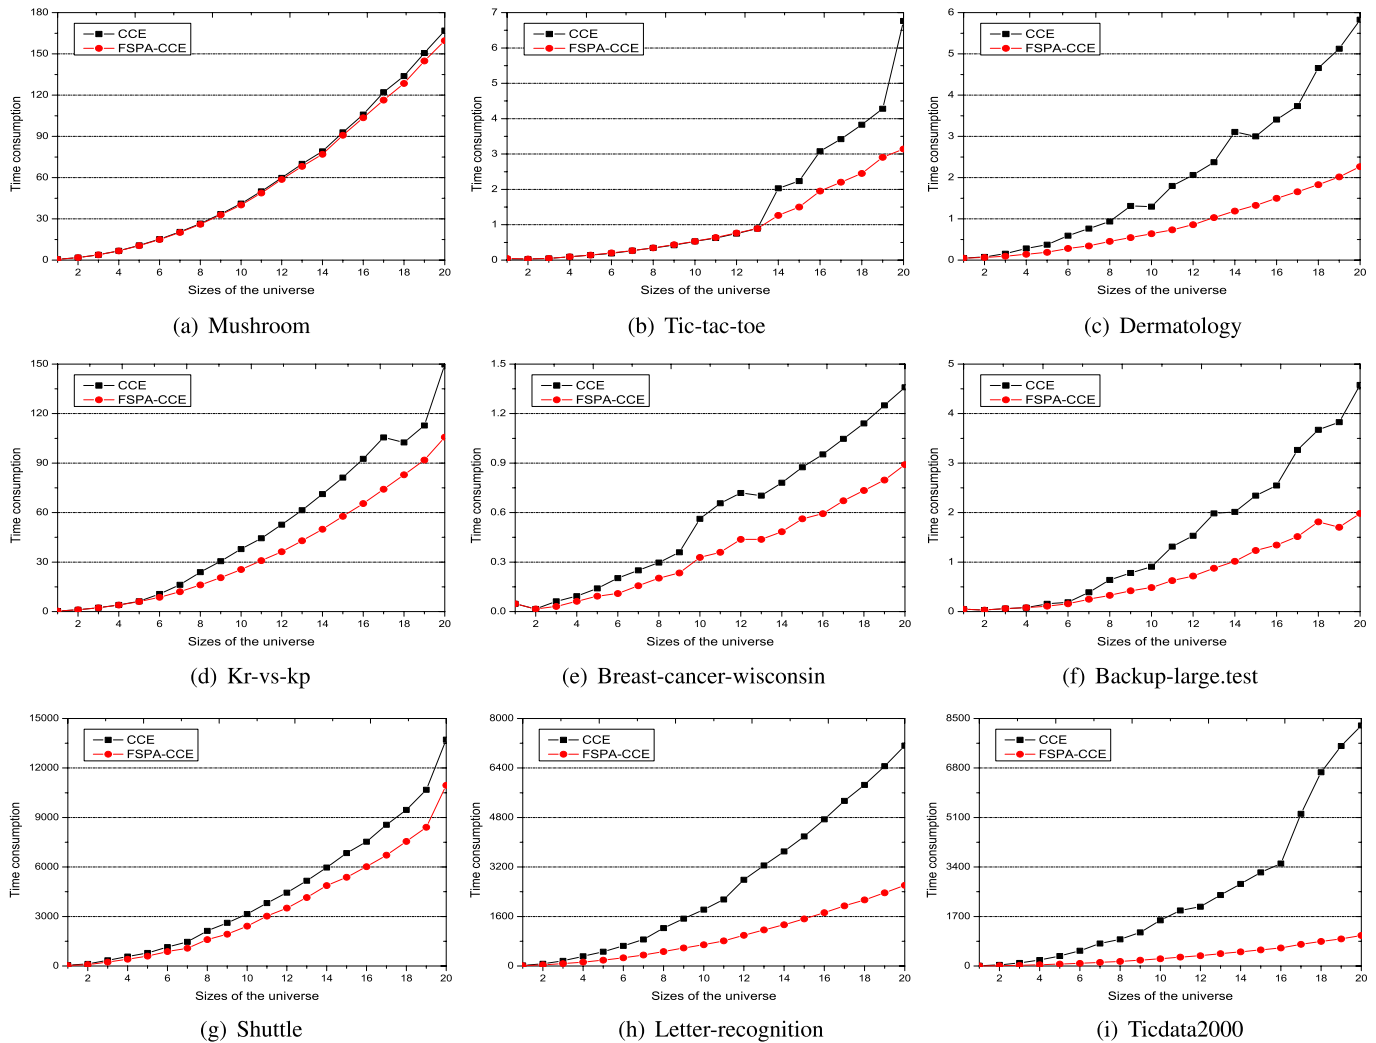 180
150
120
90
60
30
0
Time consumption
CCE
FSPA-CCE
2 4 6 8 10 12 14 16 18 20
Sizes of the universe
(a) Mushroom
7
6
5
4
3
2
1
0
Time consumption
CCE
FSPA-CCE
2 4 6 8 10 12 14 16 18 20
Sizes of the universe
(b) Tic-tac-toe
6
5
4
3
2
1
0
Time consumption
CCE
FSPA-CCE
2 4 6 8 10 12 14 16 18 20
Sizes of the universe
(c) Dermatology
150
120
90
60
30
0
Time consumption
CCE
FSPA-CCE
2 4 6 8 10 12 14 16 18 20
Sizes of the universe
(d) Kr-vs-kp
1.5
1.2
0.9
0.6
0.3
0.0
Time consumption
CCE
FSPA-CCE
2 4 6 8 10 12 14 16 18 20
Sizes of the universe
(e) Breast-cancer-wisconsin
5
4
3
2
1
0
Time consumption
CCE
FSPA-CCE
2 4 6 8 10 12 14 16 18 20
Sizes of the universe
(f) Backup-large.test
15000
12000
9000
6000
3000
0
Time consumption
CCE
FSPA-CCE
2 4 6 8 10 12 14 16 18 20
Sizes of the universe
(g) Shuttle
8000
6400
4800
3200
1600
0
Time consumption
CCE
FSPA-CCE
2 4 6 8 10 12 14 16 18 20
Sizes of the universe
(h) Letter-recognition
8500
6800
5100
3400
1700
0
Time consumption
CCE
FSPA-CCE
2 4 6 8 10 12 14 16 18 20
Sizes of the universe
(i) Ticdata2000